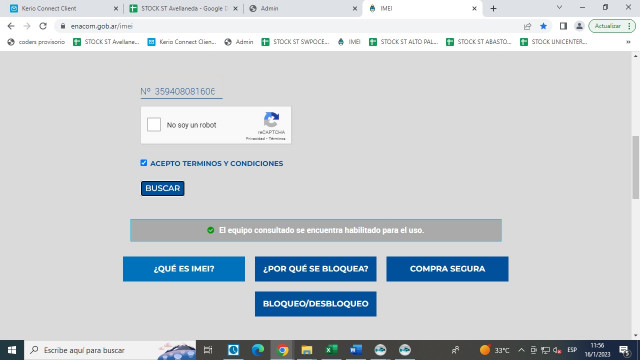 Kerio Connect Client
STOCK ST Avellaneda - Google
Admin
IMEI
enacom.gob.ar/imei
Actualizar
coders provisorio
STOCK ST Avellane...
Kerio Connect Clien...
Admin
STOCK ST SWPOCE...
IMEI
STOCK ST ALTO PAL...
STOCK ST ABASTO...
STOCK UNICENTER...
Nº 35940808160
No soy un robot
reCAPTCHA
Privacidad - Términos
ACEPTO TERMINOS Y CONDICIONES
BUSCAR
El equipo consultado se encuentra habilitado para el uso.
¿QUÉ ES IMEI?
¿POR QUÉ SE BLOQUEA?
COMPRA SEGURA
BLOQUEO/DESBLOQUEO
Escribe aquí para buscar
33°C
ESP
11:56
16/1/2023